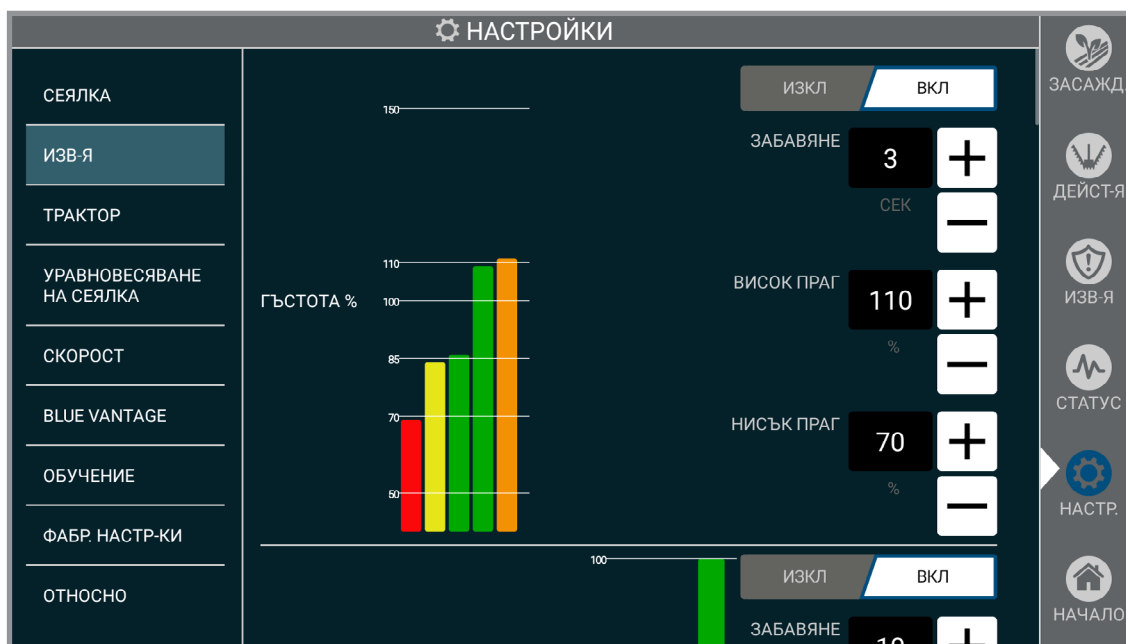 НАСТРОЙКИ
СЕЯЛКА
ИЗВ-Я
ТРАКТОР
УРАВНОВЕСЯВАНЕ
НА СЕЯЛКА
СКОРОСТ
BLUE VANTAGE
ОБУЧЕНИЕ
ФАБР. НАСТР-КИ
ОТНОСНО
ГЪСТОТА %
150
110
100
85
70
50
ИЗКЛ ВКЛ
ЗАБАВЯНЕ
3
СЕК
ВИСОК ПРАГ
110
%
НИСЪК ПРАГ
70
%
100
ИЗКЛ ВКЛ
ЗАБАВЯНЕ
ЗАСАЖД.
ДЕЙСТ-Я
ИЗВ-Я
СТАТУС
НАСТР.
НАЧАЛО